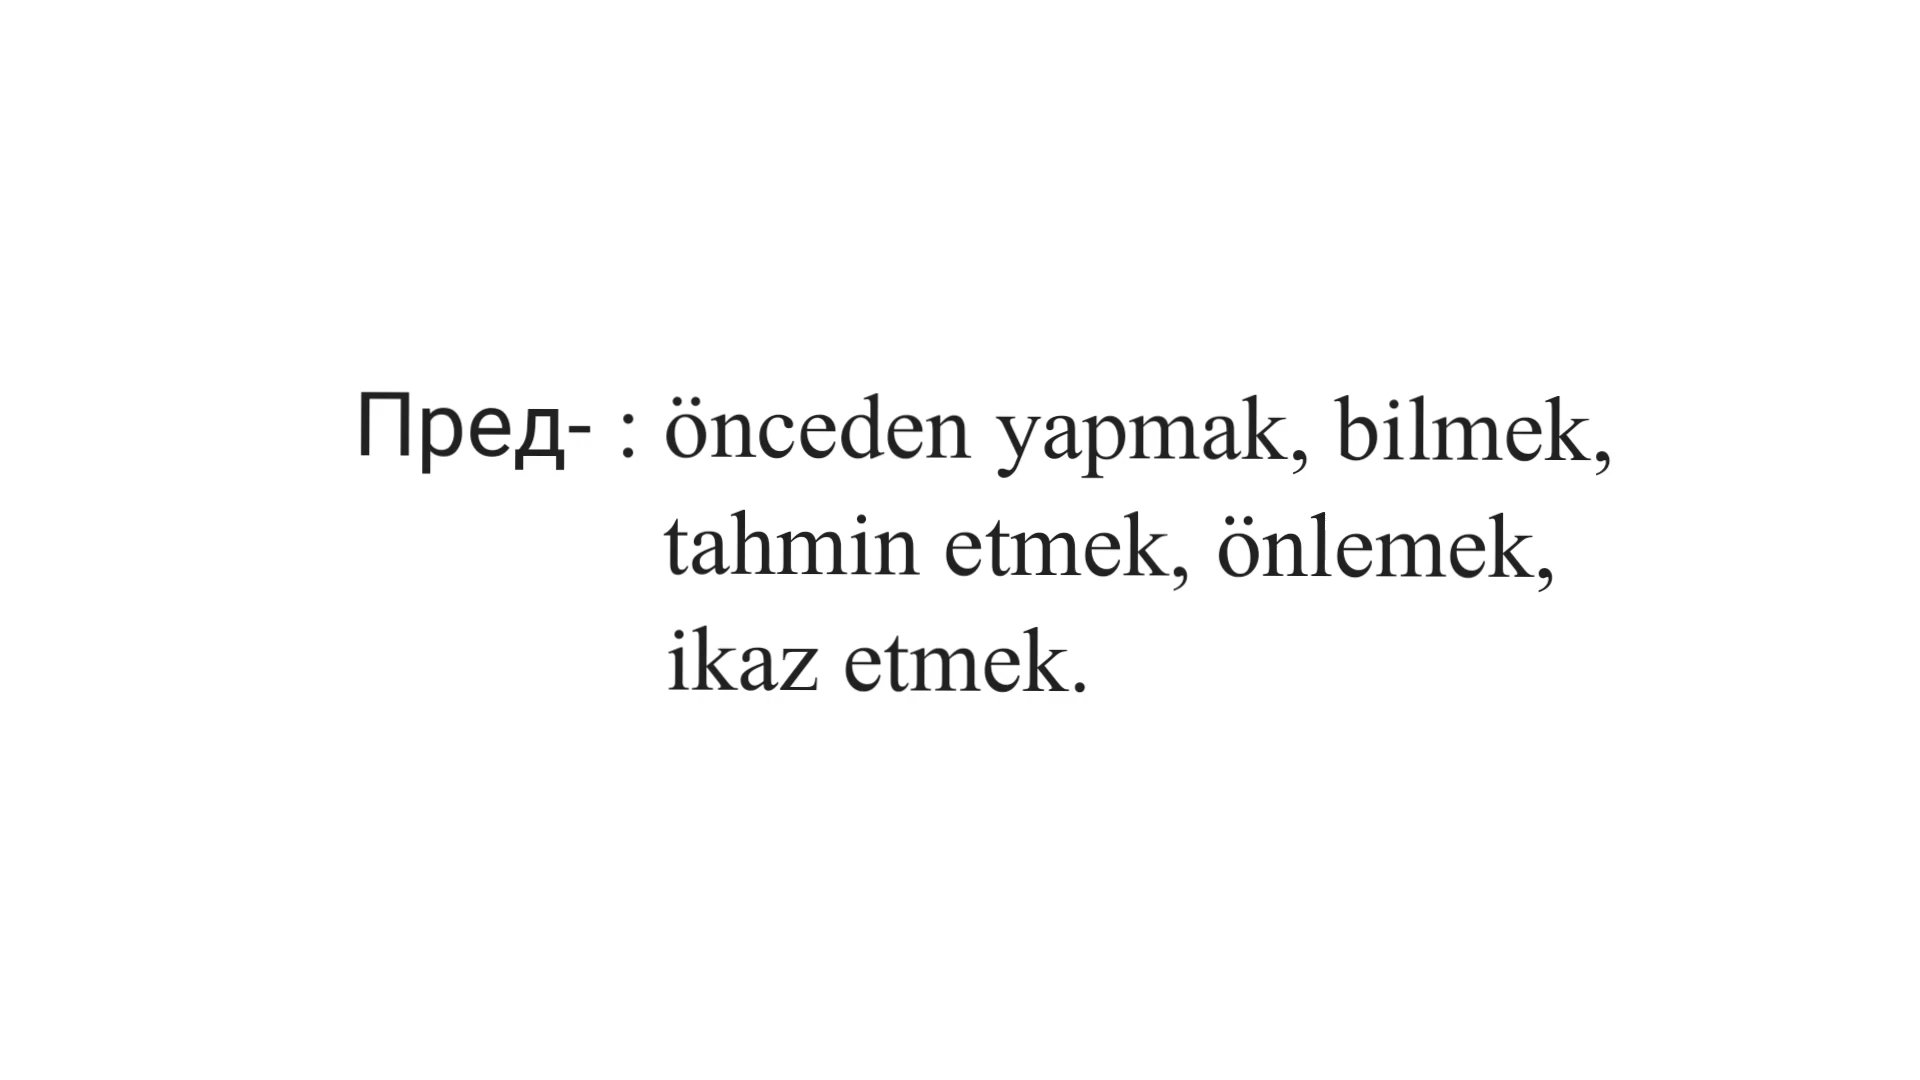 Пред- : önceden yapmak, bilmek,
tahmin etmek, önlemek,
ikaz etmek.